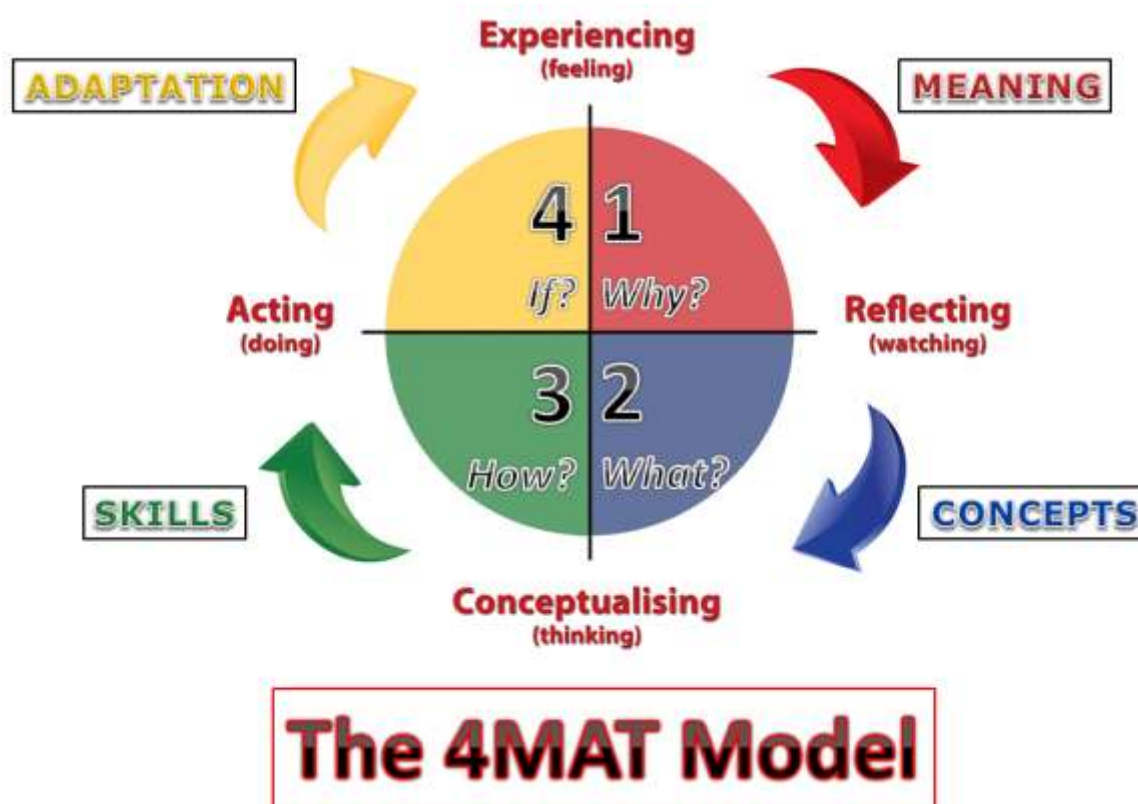 Experiencing
(feeling)
ADAPTATION
MEANING
4 1
If? Why?
Acting
(doing)
Reflecting
(watching)
3 2
How? What?
SKILLS
CONCEPTS
Conceptualising
(thinking)
The 4MAT Model